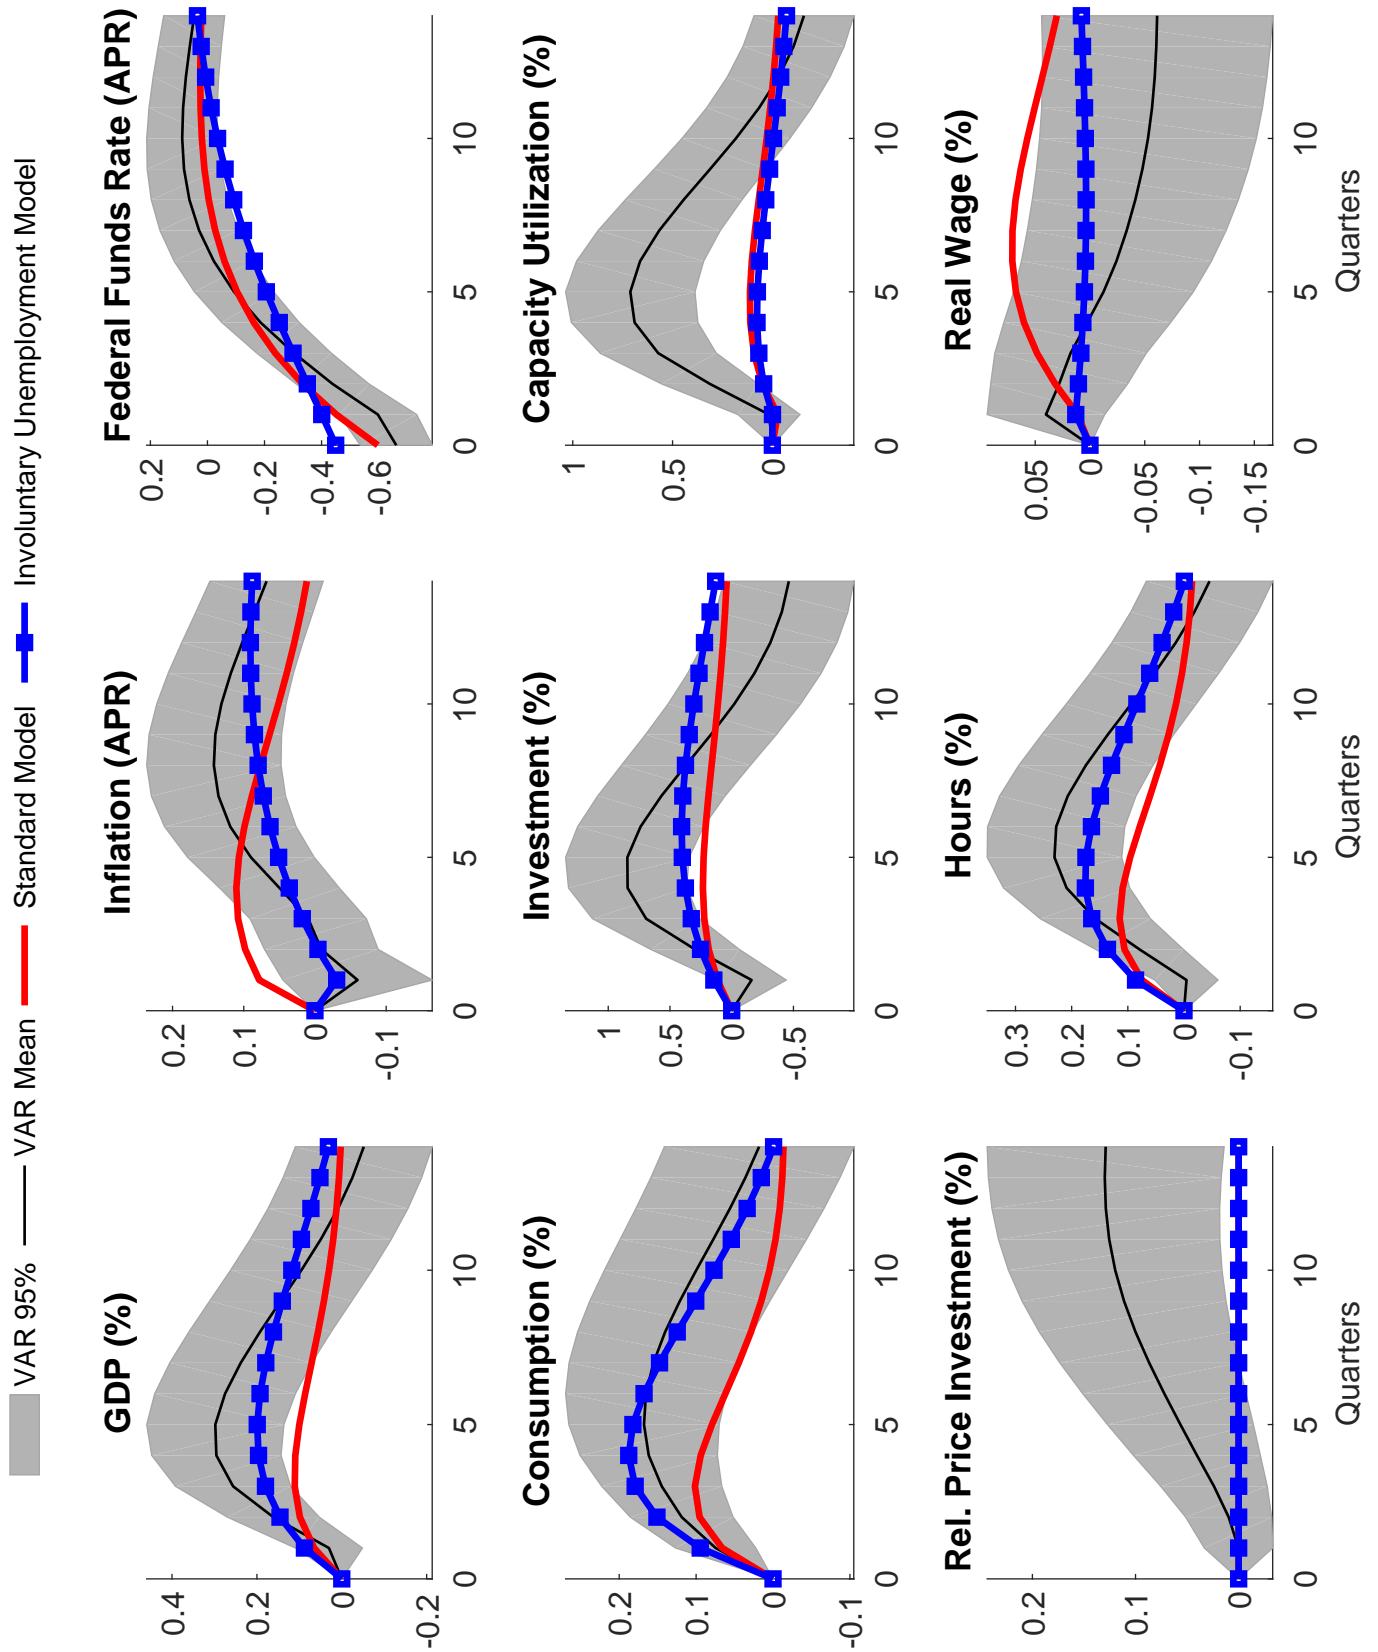 VAR 95% VAR Mean Standard Model Involuntary Unemployment Model
GDP (%)
0.4
0.2
0
-0.2
0 5 10
Inflation (APR)
0.2
0.1
0
-0.1
0 5 10
Federal Funds Rate (APR)
0.2
0
-0.2
-0.4
-0.6
0 5 10
Consumption (%)
0.2
0.1
0
-0.1
0 5 10
Investment (%)
1
0.5
0
-0.5
0 5 10
Capacity Utilization (%)
1
0.5
0
0 5 10
Rel. Price Investment (%)
0.2
0.1
0
0 5 10
Quarters
Hours (%)
0.3
0.2
0.1
0
-0.1
0 5 10
Quarters
Real Wage (%)
0.05
0
-0.05
-0.1
-0.15
0 5 10
Quarters